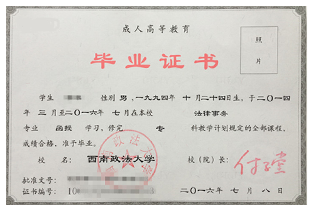 成人高等教育
毕业证书
照
片
学生 性别 男，一九九四年 十月二十四日生，于二〇一四
年 三月至二〇一六年 七月在本校 法律事务
专业 函授 学习，修完 专 科教学计划规定的全部课程，
成绩合格，准予毕业。
校 名： 西南政法大学 校（院）长：
批准文号：
证书编号：
二〇一六年 七月 八日